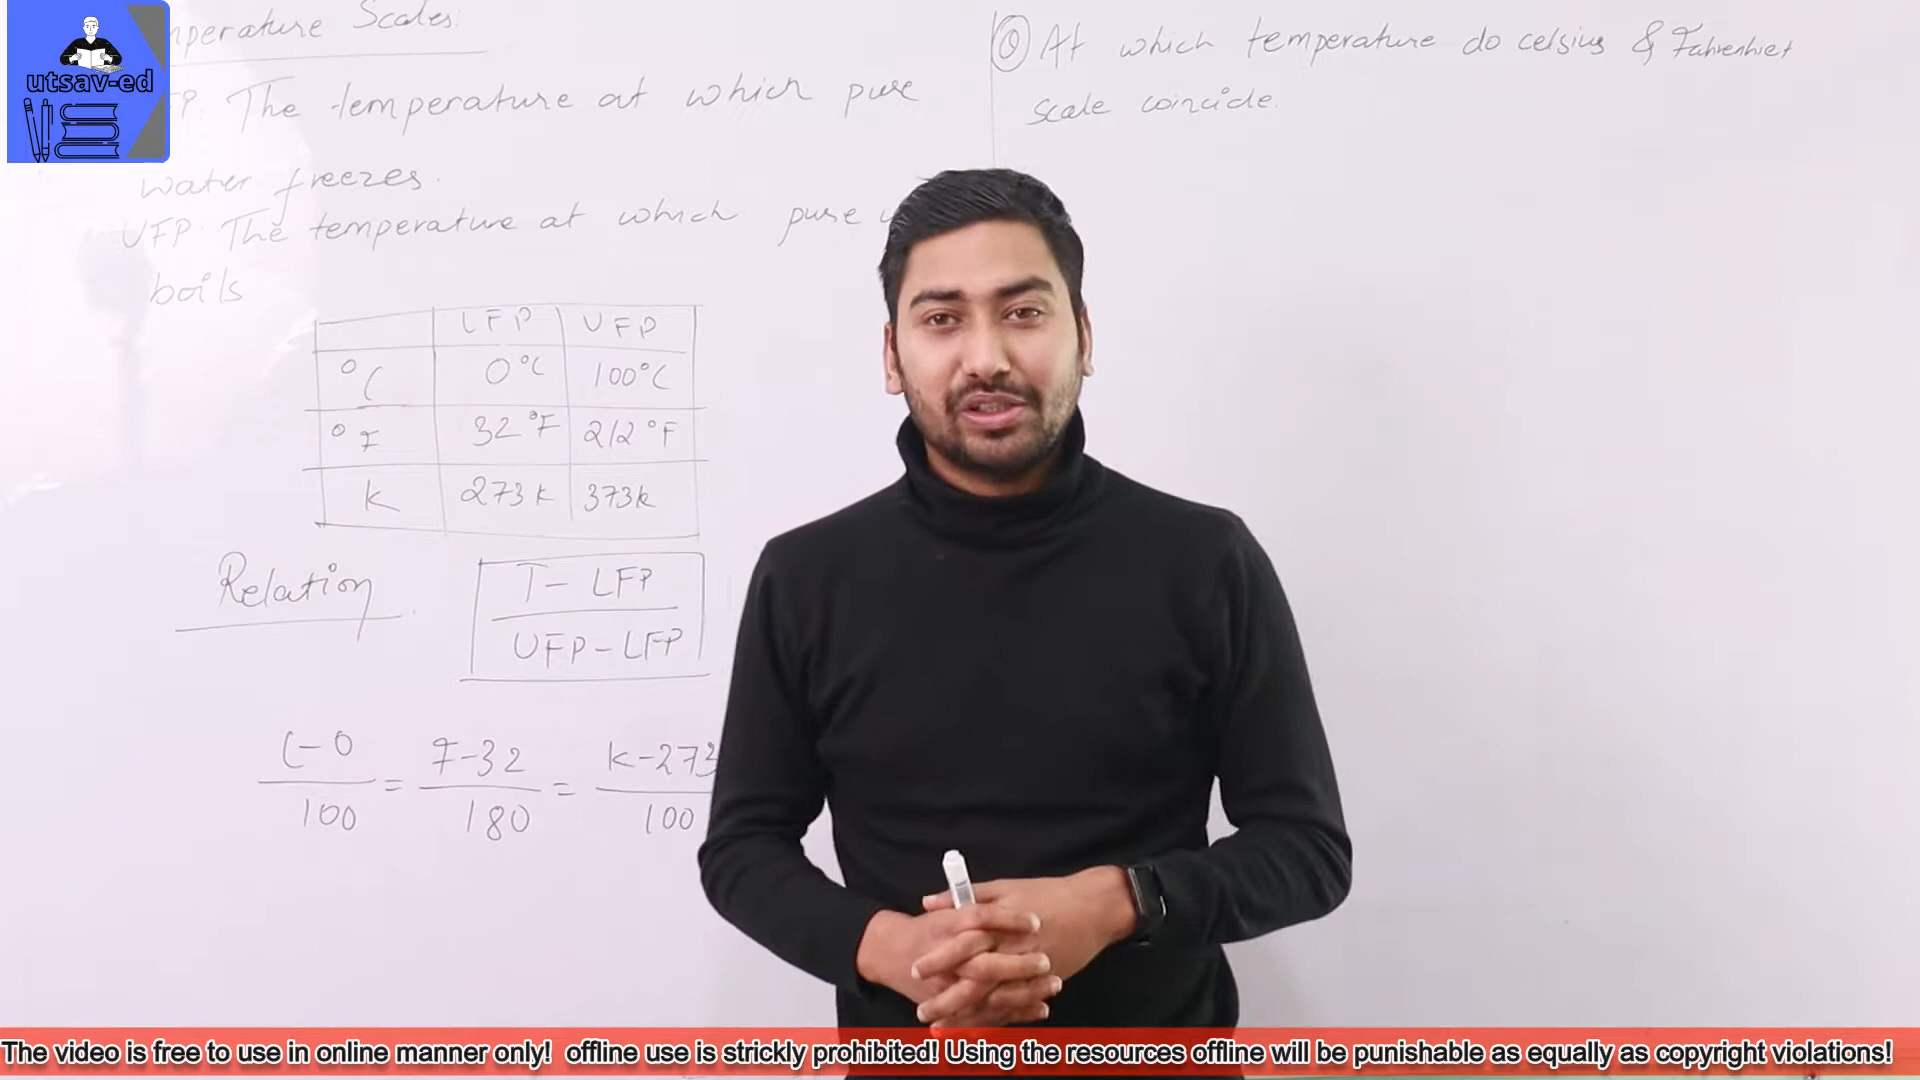 utsav-ed
Scales:
The temperature at which pure
water freezes.
UFP. The temperature at which pure
boils
LFP UFP
°C 0°C 100°C
°F 32°F 212°F
K 273K 373K
Relation
T - LFP
UFP - LFP
C-0 F-32 K-273
= =
100 180 100
Q At which temperature do celsius & Fahrenhiet
scale coincide.
The video is free to use in online manner only! offline use is strictly prohibited! Using the resources offline will be punishable as equally as copyright violations!